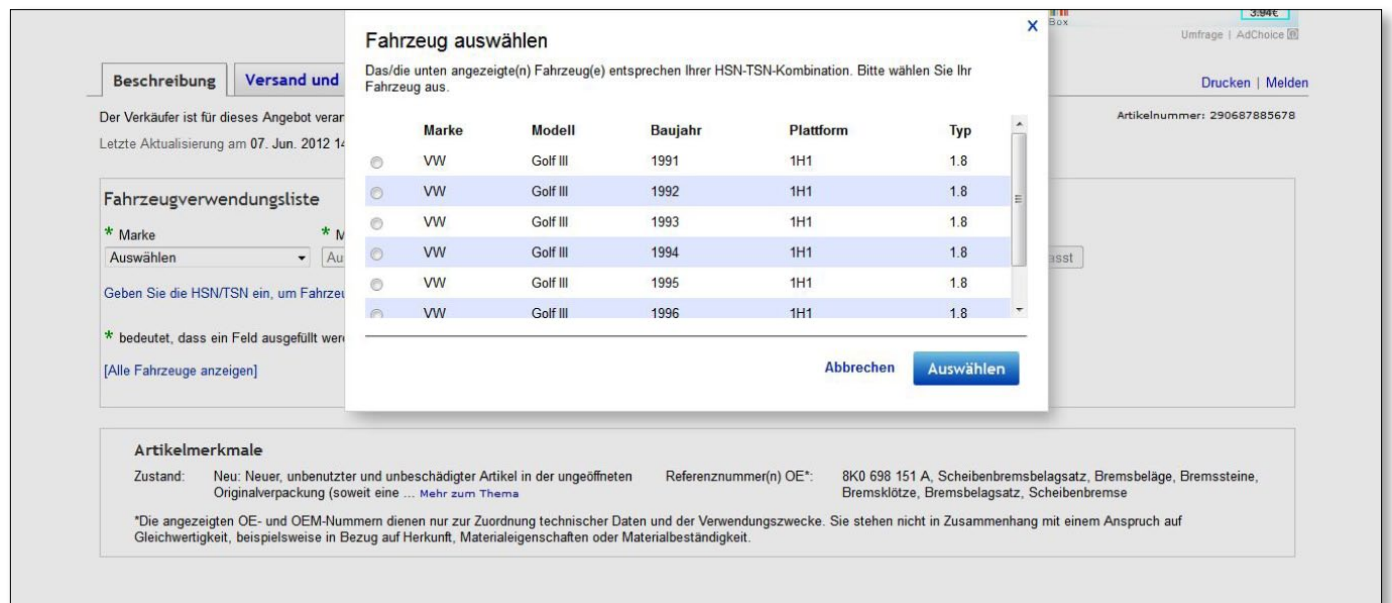 Box
3.94€
Umfrage | AdChoice
x
Fahrzeug auswählen
Das/die unten angezeigte(n) Fahrzeug(e) entsprechen Ihrer HSN-TSN-Kombination. Bitte wählen Sie Ihr
Fahrzeug aus.
Beschreibung Versand und
Drucken | Melden
Der Verkäufer ist für dieses Angebot veran
Artikelnummer: 290687885678
Letzte Aktualisierung am 07. Jun. 2012 14
Marke Modell Baujahr Plattform Typ
VW Golf III 1991 1H1 1.8
VW Golf III 1992 1H1 1.8
VW Golf III 1993 1H1 1.8
VW Golf III 1994 1H1 1.8
VW Golf III 1995 1H1 1.8
VW Golf III 1996 1H1 1.8
Abbrechen Auswählen
Fahrzeugverwendungsliste
* Marke * M
Auswählen Au asst
Geben Sie die HSN/TSN ein, um Fahrzeu
* bedeutet, dass ein Feld ausgefüllt wer
[Alle Fahrzeuge anzeigen]
Artikelmerkmale
Zustand: Neu: Neuer, unbenutzter und unbeschädigter Artikel in der ungeöffneten
Originalverpackung (soweit eine ... Mehr zum Thema
Referenznummer(n) OE*: 8K0 698 151 A, Scheibenbremsbelagsatz, Bremsbeläge, Bremssteine,
Bremsklötze, Bremsbelagsatz, Scheibenbremse
*Die angezeigten OE- und OEM-Nummern dienen nur zur Zuordnung technischer Daten und der Verwendungszwecke. Sie stehen nicht in Zusammenhang mit einem Anspruch auf
Gleichwertigkeit, beispielsweise in Bezug auf Herkunft, Materialeigenschaften oder Materialbeständigkeit.